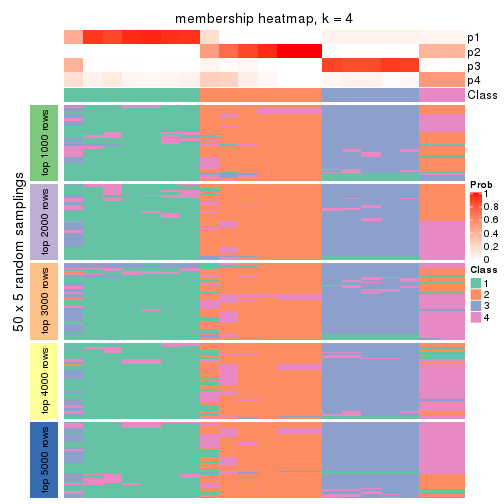 membership heatmap, k = 4
p1
p2
p3
p4
Class
50 x 5 random samplings
top 1000 rows
top 2000 rows
top 3000 rows
top 4000 rows
top 5000 rows
Prob
1
0.8
0.6
0.4
0.2
0
Class
1
2
3
4